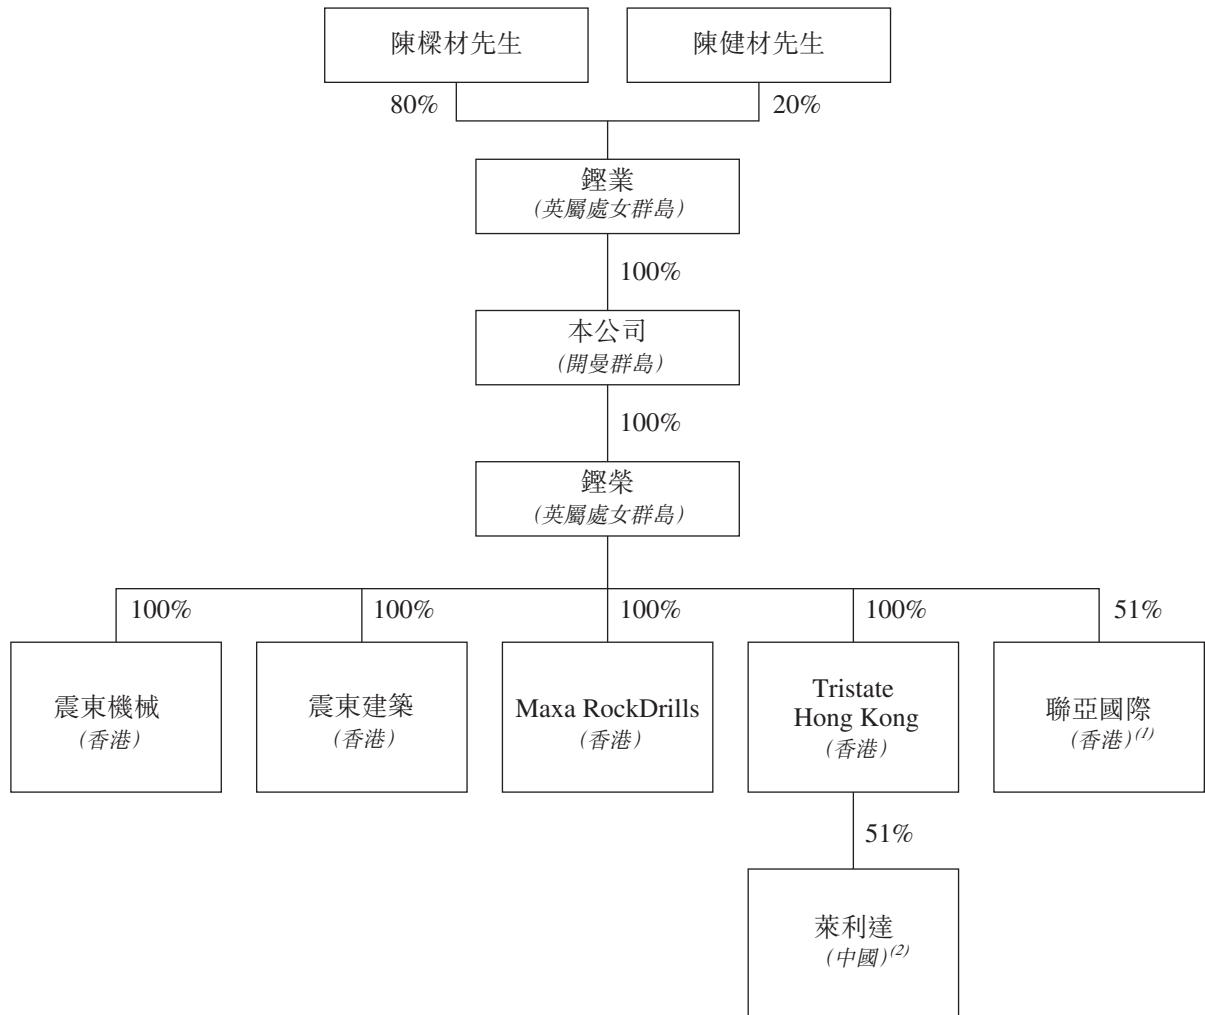 陳樑材先生
陳健材先生
80%
20%
鏗業
(英屬處女群島)
100%
本公司
(開曼群島)
100%
鏗榮
(英屬處女群島)
100%
100%
100%
100%
51%
震東機械
(香港)
震東建築
(香港)
Maxa RockDrills
(香港)
Tristate
Hong Kong
(香港)
聯亞國際
(香港)(1)
51%
萊利達
(中國)(2)